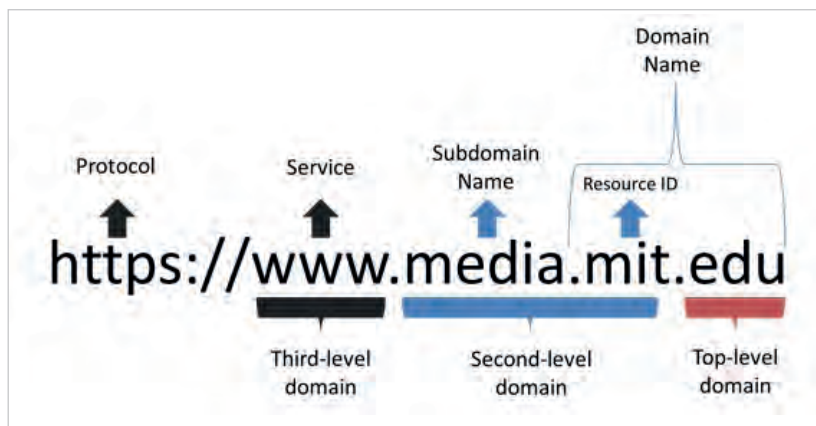 Domain
Name
Protocol
Service
Subdomain
Name
Resource ID
https://www.media.mit.edu
Third-level
domain
Second-level
domain
Top-level
domain